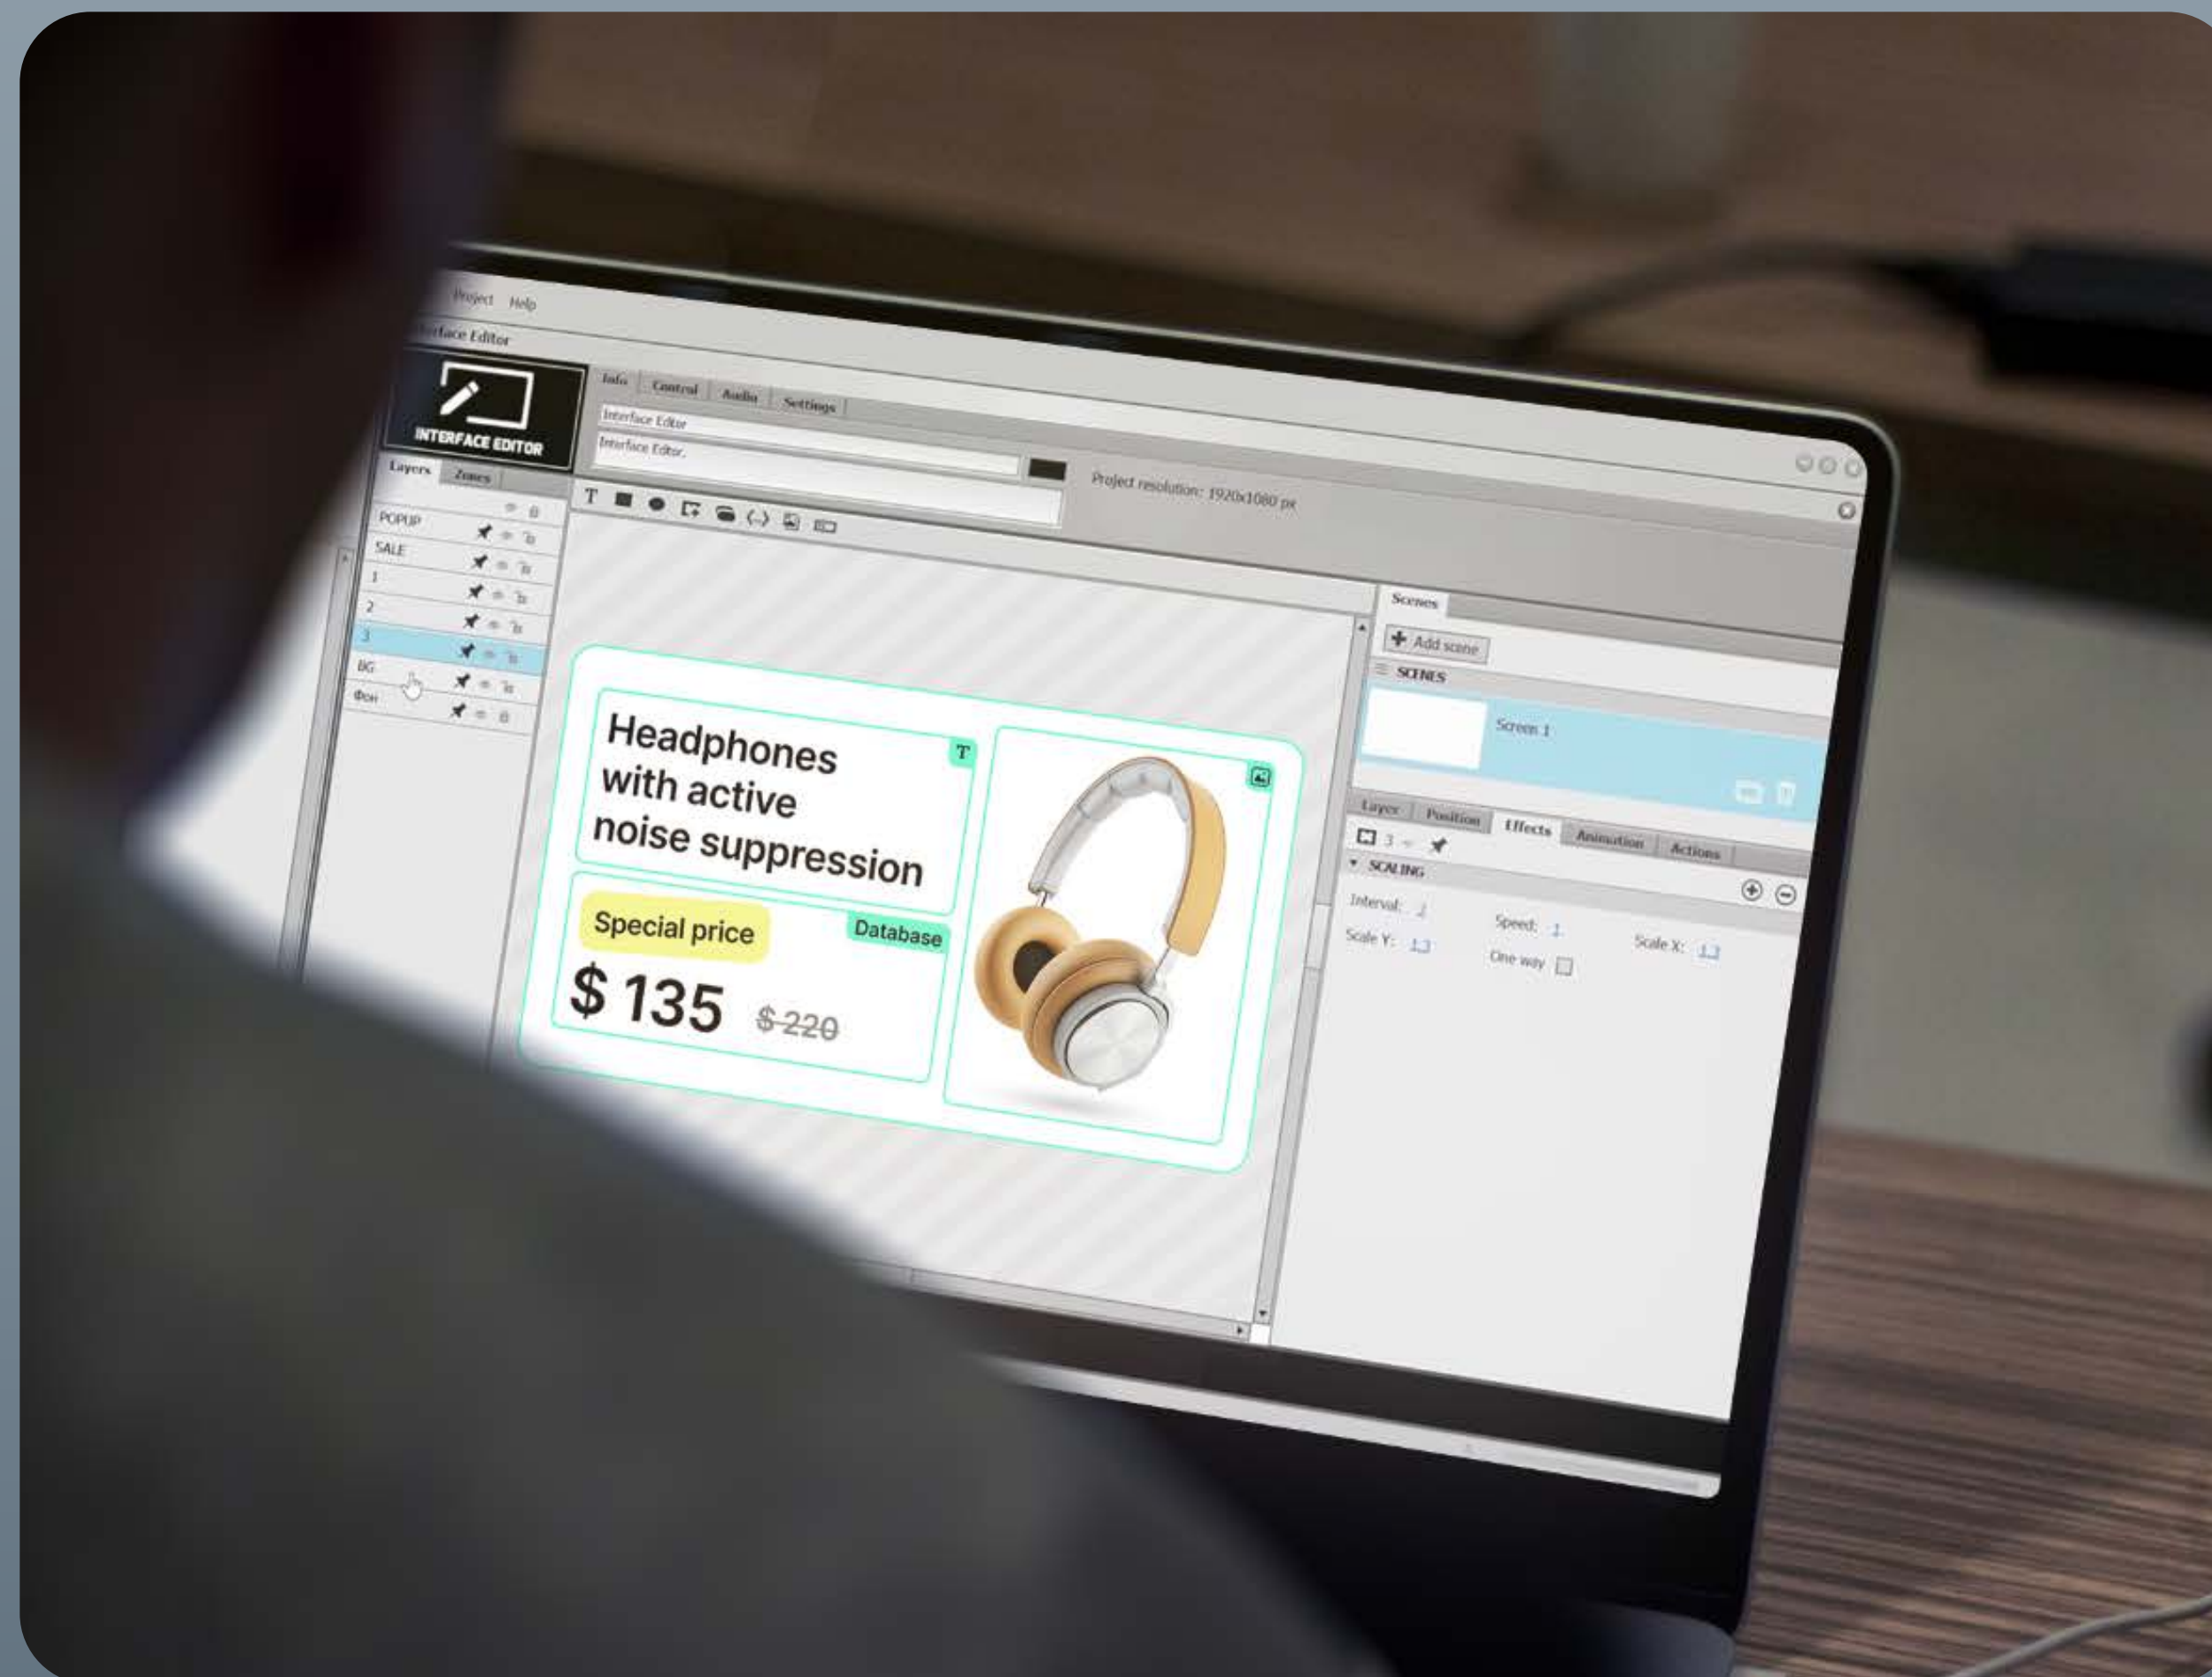 Project Help
Interface Editor
INTERFACE EDITOR
Info Control Audio Settings
Interface Editor
Interface Editor.
Project resolution: 1920x1080 px
Layers Zones
POPUP
SALE
1
2
3
BG
Фон
T
Headphones
with active
noise suppression
T
Special price
Database
$ 135 $ 220
Scenes
Add scene
SCENES
Screen 1
Layer Position Effects Animation Actions
3
SCALING
Interval:
Speed: 1
Scale X:
Scale Y:
One way